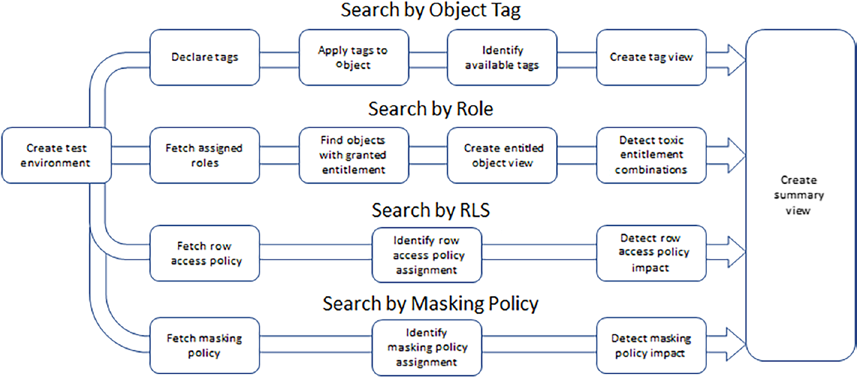 Search by Object Tag
Declare tags
Apply tags to
object
Identify
available tags
Create tag view
Search by Role
Create test
environment
Fetch assigned
roles
Find objects
with granted
entitlement
Create entitled
object view
Detect toxic
entitlement
combinations
Create
summary
view
Search by RLS
Fetch row
access policy
Identify row
access policy
assignment
Detect row
access policy
impact
Search by Masking Policy
Fetch masking
policy
Identify
masking policy
assignment
Detect masking
policy impact